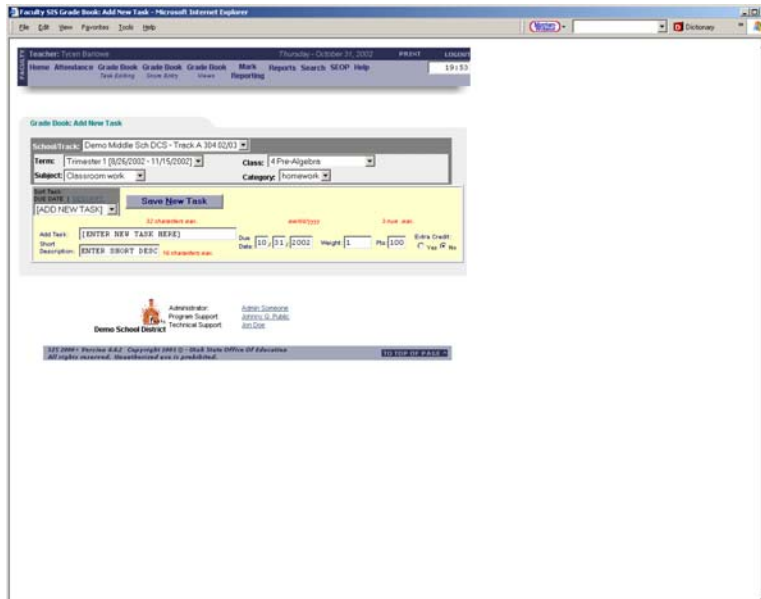 Faculty SIS Grade Book: Add New Task - Microsoft Internet Explorer
File Edit View Favorites Tools Help
Dictionary
FACULTY
Thursday - October 31, 2002 PRINT LOGOUT
Home Attendance Grade Book Grade Book Grade Book Mark Reports Search SEOP Help 19:53
Task Editing Score Entry Views Reporting
Grade Book: Add New Task
School/Track: Demo Middle Sch DCS - Track A 304 02/03
Term: Trimester 1 [8/26/2002 - 11/15/2002] Class: 4 Pre-Algebra
Subject: Classroom work Category: homework
Sort Task:
DUE DATE |
[ADD NEW TASK] Save New Task
32 characters max. mm/dd/yyyy 3 num. max.
Add Task: [ENTER NEW TASK HERE] Due Date: 10 / 31 / 2002 Weight: 1 Pts: 100 Extra Credit: Yes No
Short Description: ENTER SHORT DESC 16 characters max.
Administrator: Admin Someone
Program Support: Johnny Q. Public
Technical Support: Jon Doe
Demo School District
SIS 2000+ Version 4.0.2 Copyright 2001 © - Utah State Office Of Education
All rights reserved. Unauthorized use is prohibited.
TO TOP OF PAGE ^